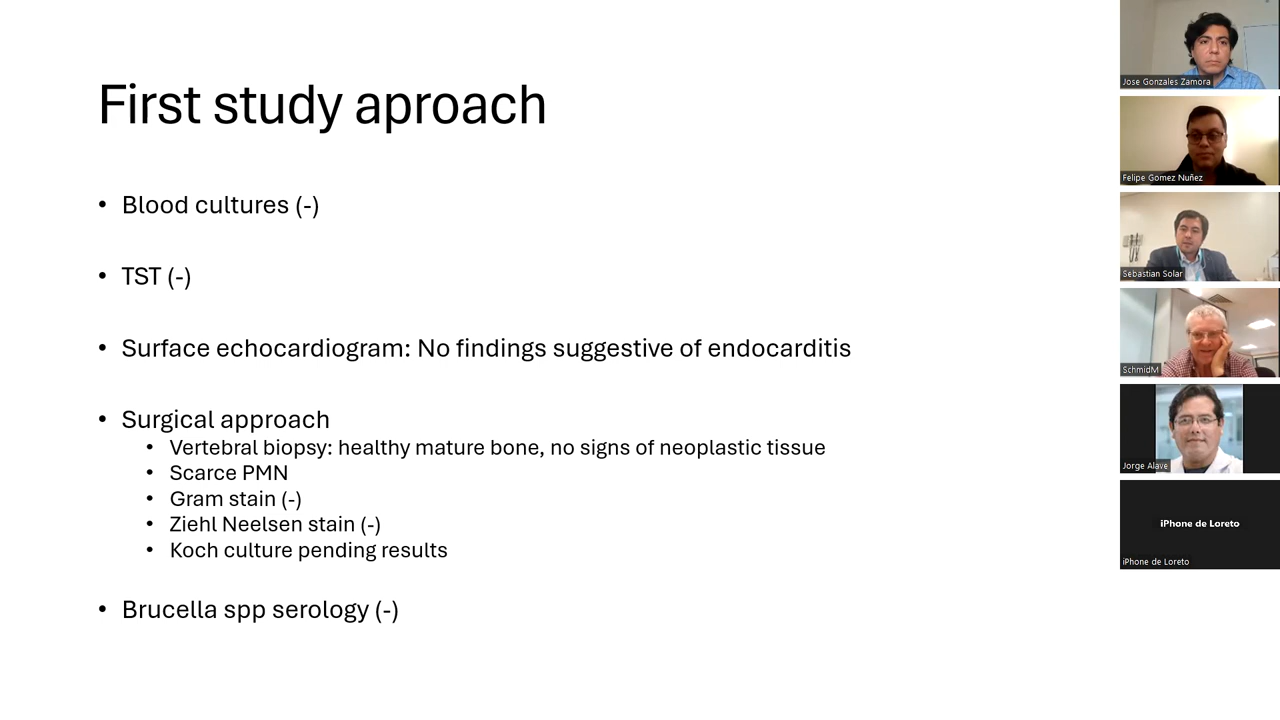 First study aproach
• Blood cultures (-)
• TST (-)
• Surface echocardiogram: No findings suggestive of endocarditis
• Surgical approach
• Vertebral biopsy: healthy mature bone, no signs of neoplastic tissue
• Scarce PMN
• Gram stain (-)
• Ziehl Neelsen stain (-)
• Koch culture pending results
• Brucella spp serology (-)
Jose Gonzales Zamora
Felipe Gomez Nuñez
Sebastian Solar
SchmidM
Jorge Alave
iPhone de Loreto
iPhone de Loreto